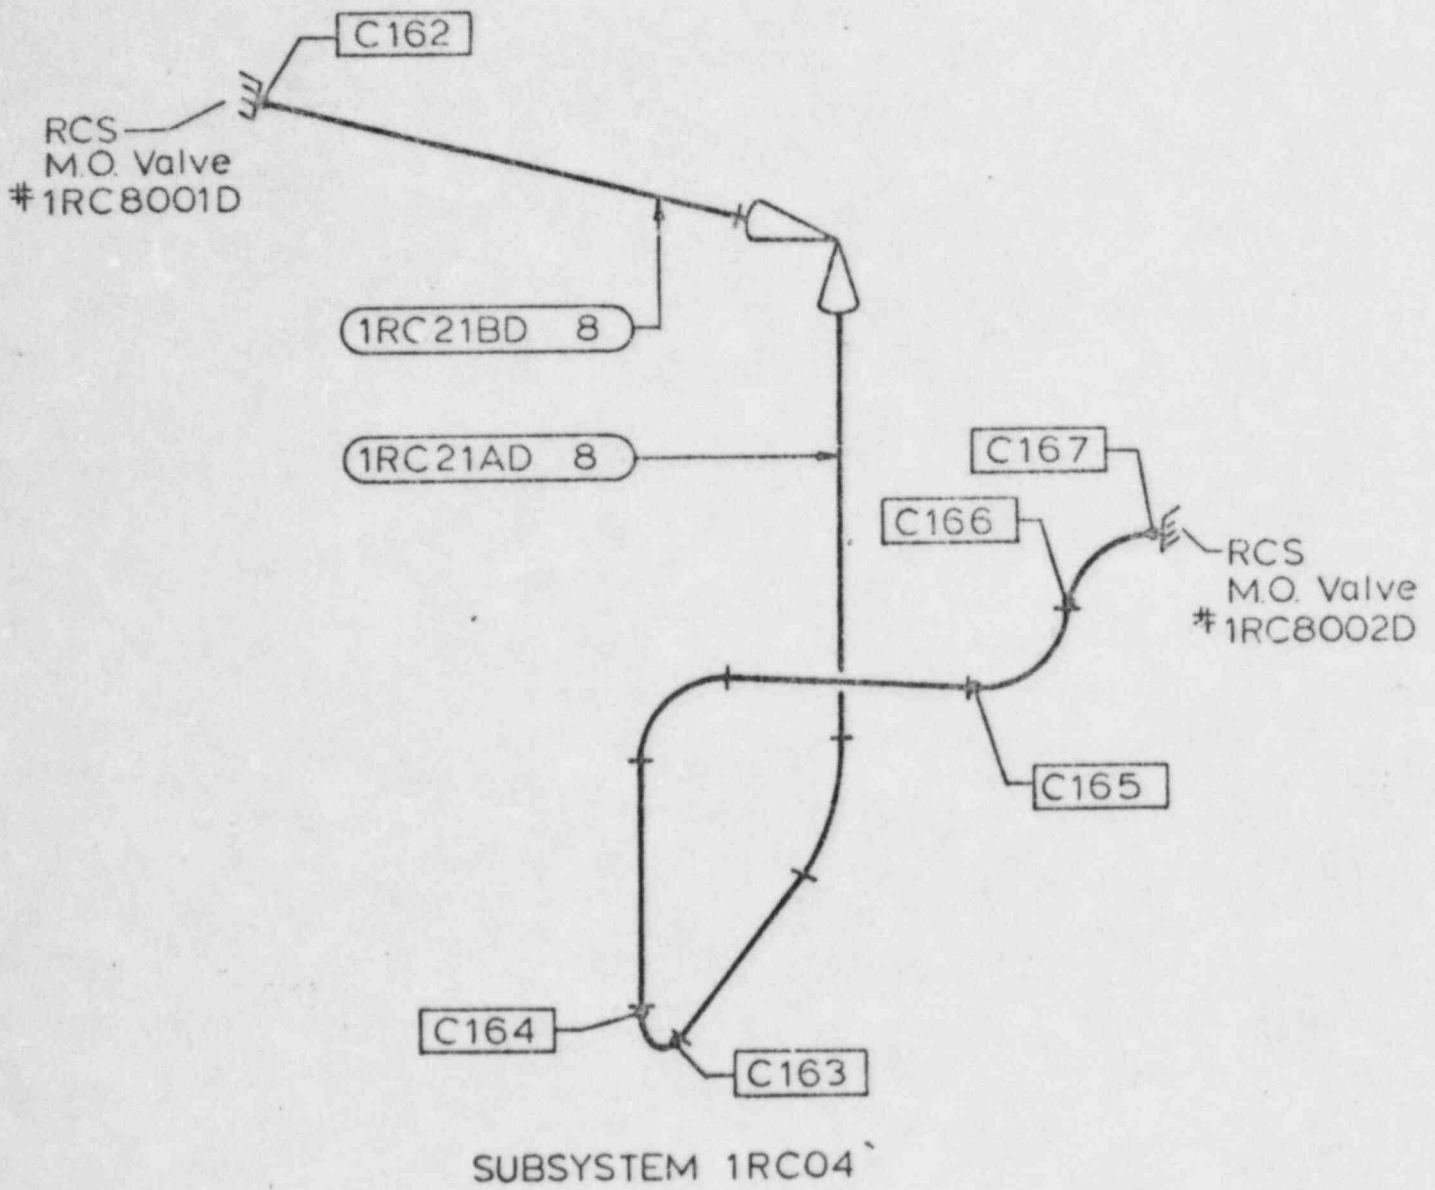 C162
RCS
M.O. Valve
#1RC8001D
1RC21BD 8
1RC21AD 8
C167
C166
RCS
M.O. Valve
#1RC8002D
C165
C164
C163
SUBSYSTEM 1RC04